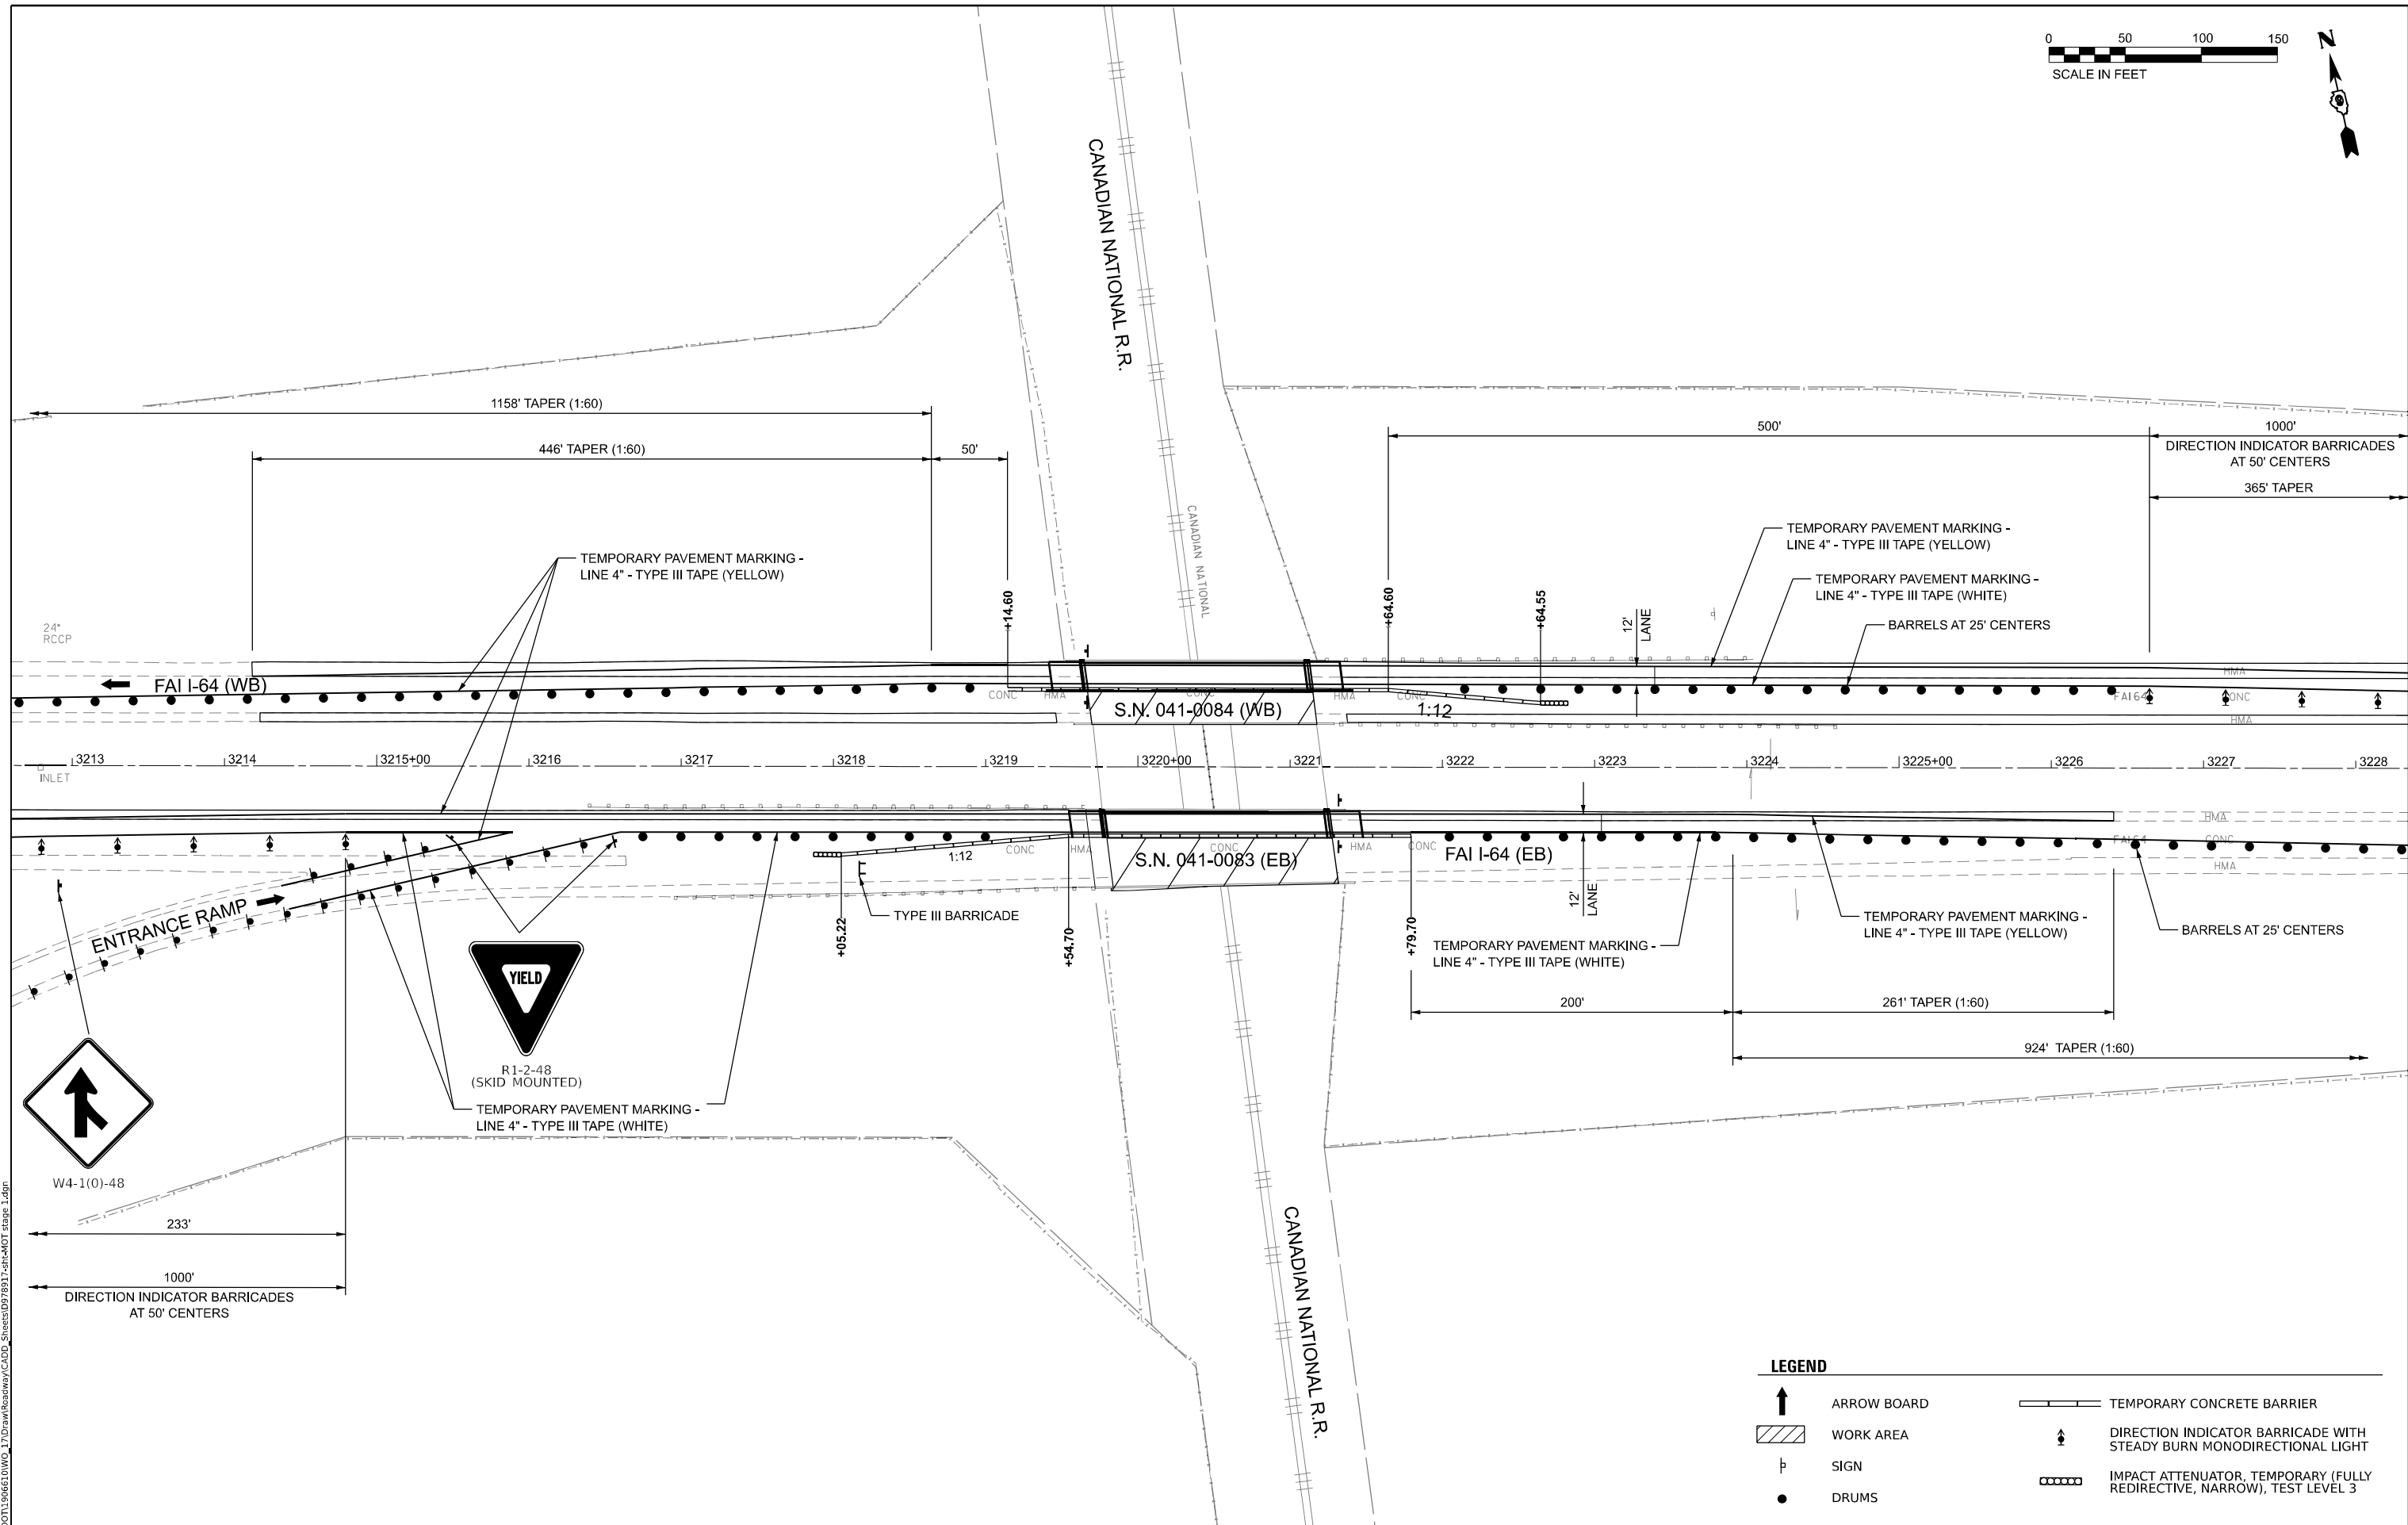 0 50 100 150
SCALE IN FEET
N
CANADIAN NATIONAL R.R.
1158' TAPER (1:60)
446' TAPER (1:60)
50'
500'
1000'
DIRECTION INDICATOR BARRICADES
AT 50' CENTERS
365' TAPER
CANADIAN NATIONAL
TEMPORARY PAVEMENT MARKING -
LINE 4" - TYPE III TAPE (YELLOW)
TEMPORARY PAVEMENT MARKING -
LINE 4" - TYPE III TAPE (YELLOW)
TEMPORARY PAVEMENT MARKING -
LINE 4" - TYPE III TAPE (WHITE)
BARRELS AT 25' CENTERS
24"
RCCP
+14.60
+64.60
+64.55
12'
LANE
FAI I-64 (WB)
CONC
HMA
CONC
HMA
CONC
1:12
FAI 64
HMA
CONC
HMA
S.N. 041-0084 (WB)
3213
3214
3215+00
3216
3217
3218
3219
3220+00
3221
3222
3223
3224
3225+00
3226
3227
3228
INLET
1:12
CONC
HMA
CONC
HMA
CONC
S.N. 041-0083 (EB)
FAI I-64 (EB)
FAI 64
HMA
CONC
HMA
ENTRANCE RAMP
TYPE III BARRICADE
+05.22
+54.70
+79.70
12'
LANE
TEMPORARY PAVEMENT MARKING -
LINE 4" - TYPE III TAPE (WHITE)
TEMPORARY PAVEMENT MARKING -
LINE 4" - TYPE III TAPE (YELLOW)
BARRELS AT 25' CENTERS
YIELD
R1-2-48
(SKID MOUNTED)
200'
261' TAPER (1:60)
924' TAPER (1:60)
TEMPORARY PAVEMENT MARKING -
LINE 4" - TYPE III TAPE (WHITE)
W4-1(0)-48
233'
1000'
DIRECTION INDICATOR BARRICADES
AT 50' CENTERS
CANADIAN NATIONAL R.R.
LEGEND
ARROW BOARD
WORK AREA
SIGN
DRUMS
TEMPORARY CONCRETE BARRIER
DIRECTION INDICATOR BARRICADE WITH
STEADY BURN MONODIRECTIONAL LIGHT
IMPACT ATTENUATOR, TEMPORARY (FULLY
REDIRECTIVE, NARROW), TEST LEVEL 3